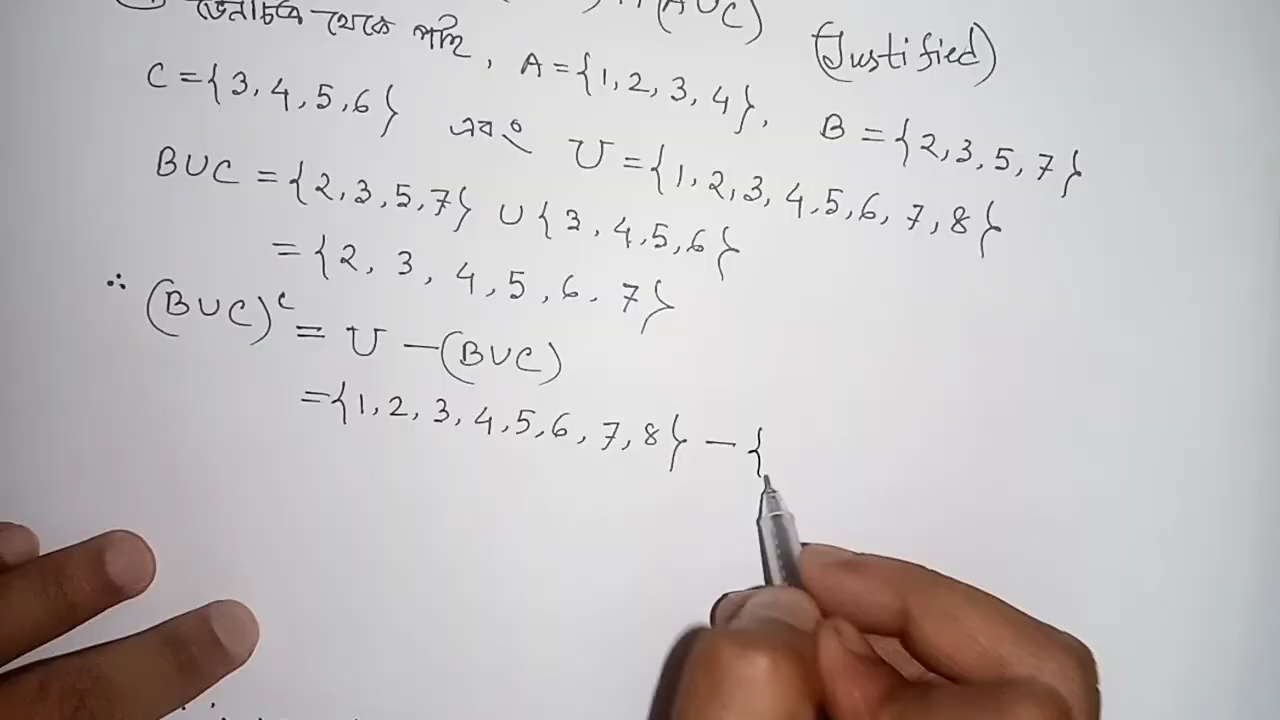 ভেনচিত্র থেকে পাই, A = {1, 2, 3, 4}, B = {2, 3, 5, 7}
(Justified)
C = {3, 4, 5, 6} এবং U = {1, 2, 3, 4, 5, 6, 7, 8}
B∪C = {2, 3, 5, 7} ∪ {3, 4, 5, 6}
= {2, 3, 4, 5, 6, 7}
∴ (B∪C)ᶜ = U − (B∪C)
= {1, 2, 3, 4, 5, 6, 7, 8} − {